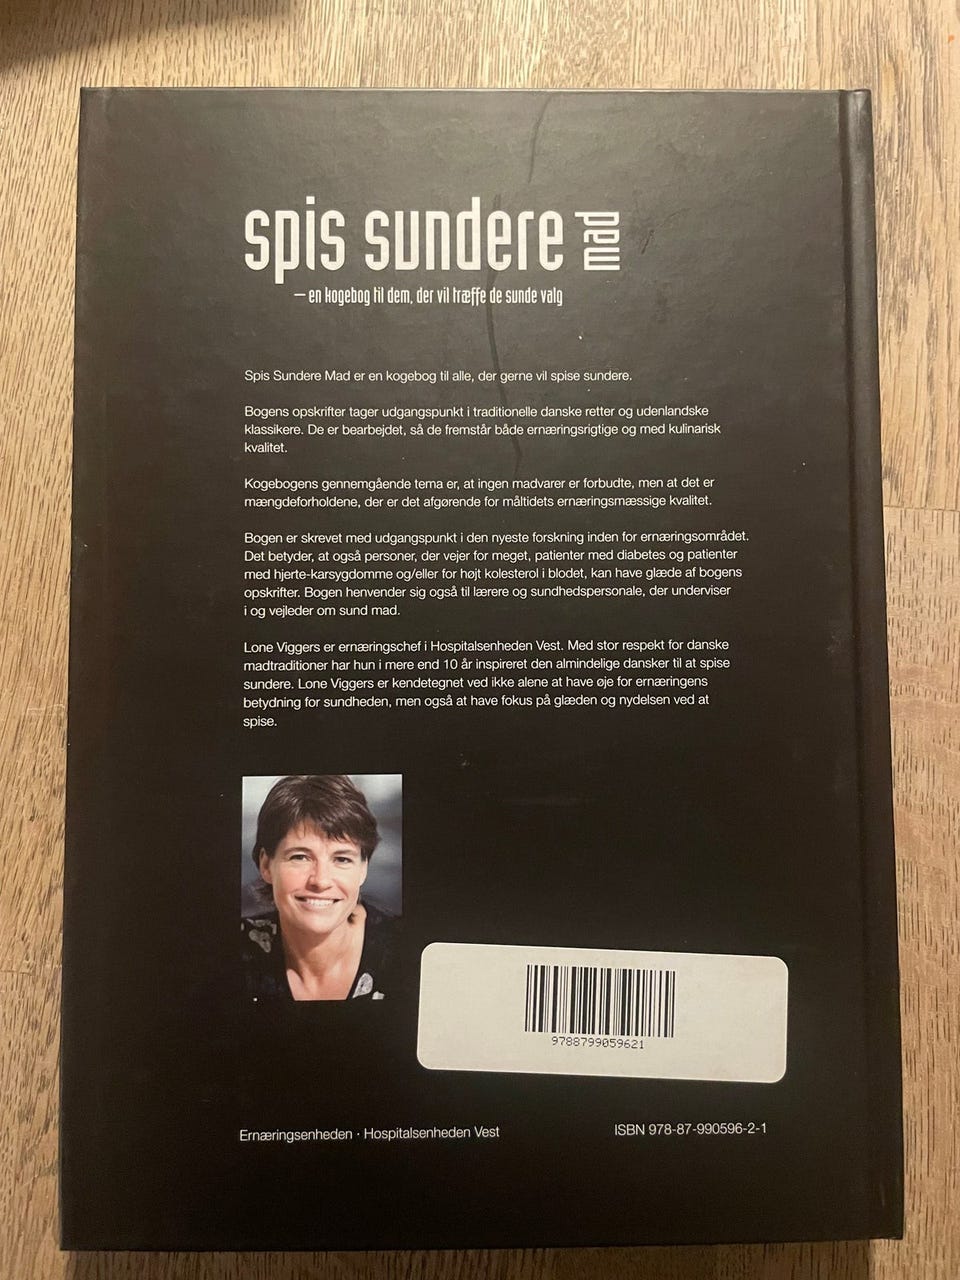 spis sundere mad
– en kogebog til dem, der vil træffe de sunde valg
Spis Sundere Mad er en kogebog til alle, der gerne vil spise sundere.
Bogens opskrifter tager udgangspunkt i traditionelle danske retter og udenlandske
klassikere. De er bearbejdet, så de fremstår både ernæringsrigtige og med kulinarisk
kvalitet.
Kogebogens gennemgående tema er, at ingen madvarer er forbudte, men at det er
mængdeforholdene, der er det afgørende for måltidets ernæringsmæssige kvalitet.
Bogen er skrevet med udgangspunkt i den nyeste forskning inden for ernæringsområdet.
Det betyder, at også personer, der vejer for meget, patienter med diabetes og patienter
med hjerte-karsygdomme og/eller for højt kolesterol i blodet, kan have glæde af bogens
opskrifter. Bogen henvender sig også til lærere og sundhedspersonale, der underviser
i og vejleder om sund mad.
Lone Viggers er ernæringschef i Hospitalsenheden Vest. Med stor respekt for danske
madtraditioner har hun i mere end 10 år inspireret den almindelige dansker til at spise
sundere. Lone Viggers er kendetegnet ved ikke alene at have øje for ernæringens
betydning for sundheden, men også at have fokus på glæden og nydelsen ved at
spise.
9788799059621
Ernæringsenheden · Hospitalsenheden Vest
ISBN 978-87-990596-2-1